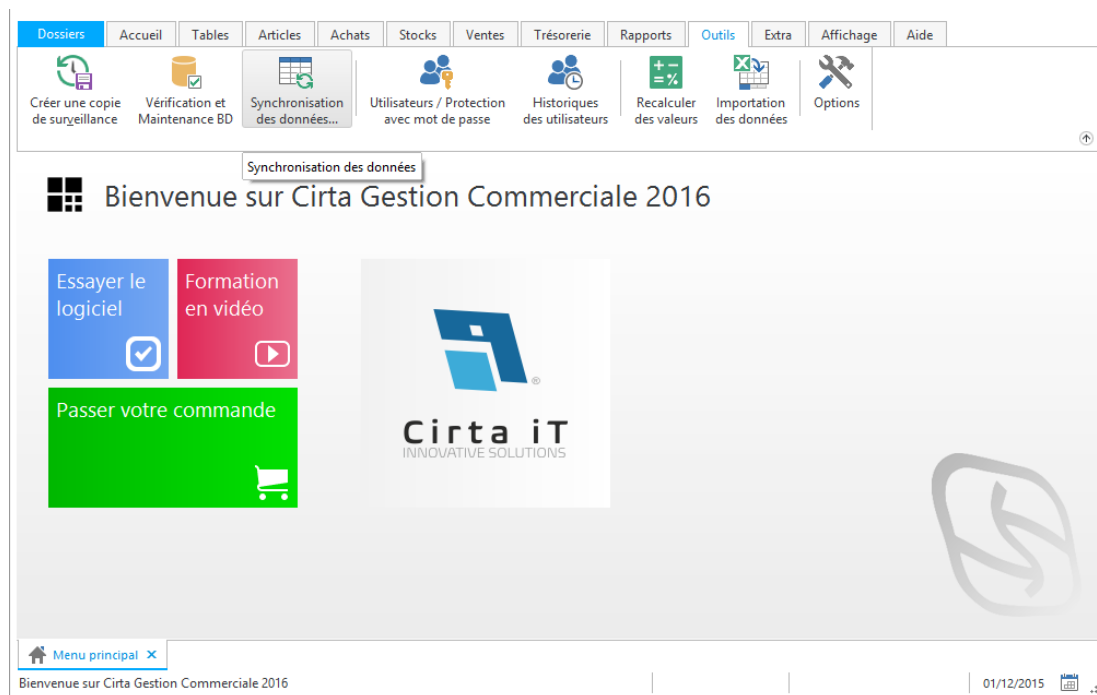 Dossiers Accueil Tables Articles Achats Stocks Ventes Trésorerie Rapports Outils Extra Affichage Aide
Créer une copie de surveillance
Vérification et Maintenance BD
Synchronisation des données...
Utilisateurs / Protection avec mot de passe
Historiques des utilisateurs
Recalculer des valeurs
Importation des données
Options
Synchronisation des données
Bienvenue sur Cirta Gestion Commerciale 2016
Essayer le
logiciel
Formation
en vidéo
Passer votre commande
®
Cirta iT
INNOVATIVE SOLUTIONS
Menu principal
Bienvenue sur Cirta Gestion Commerciale 2016
01/12/2015